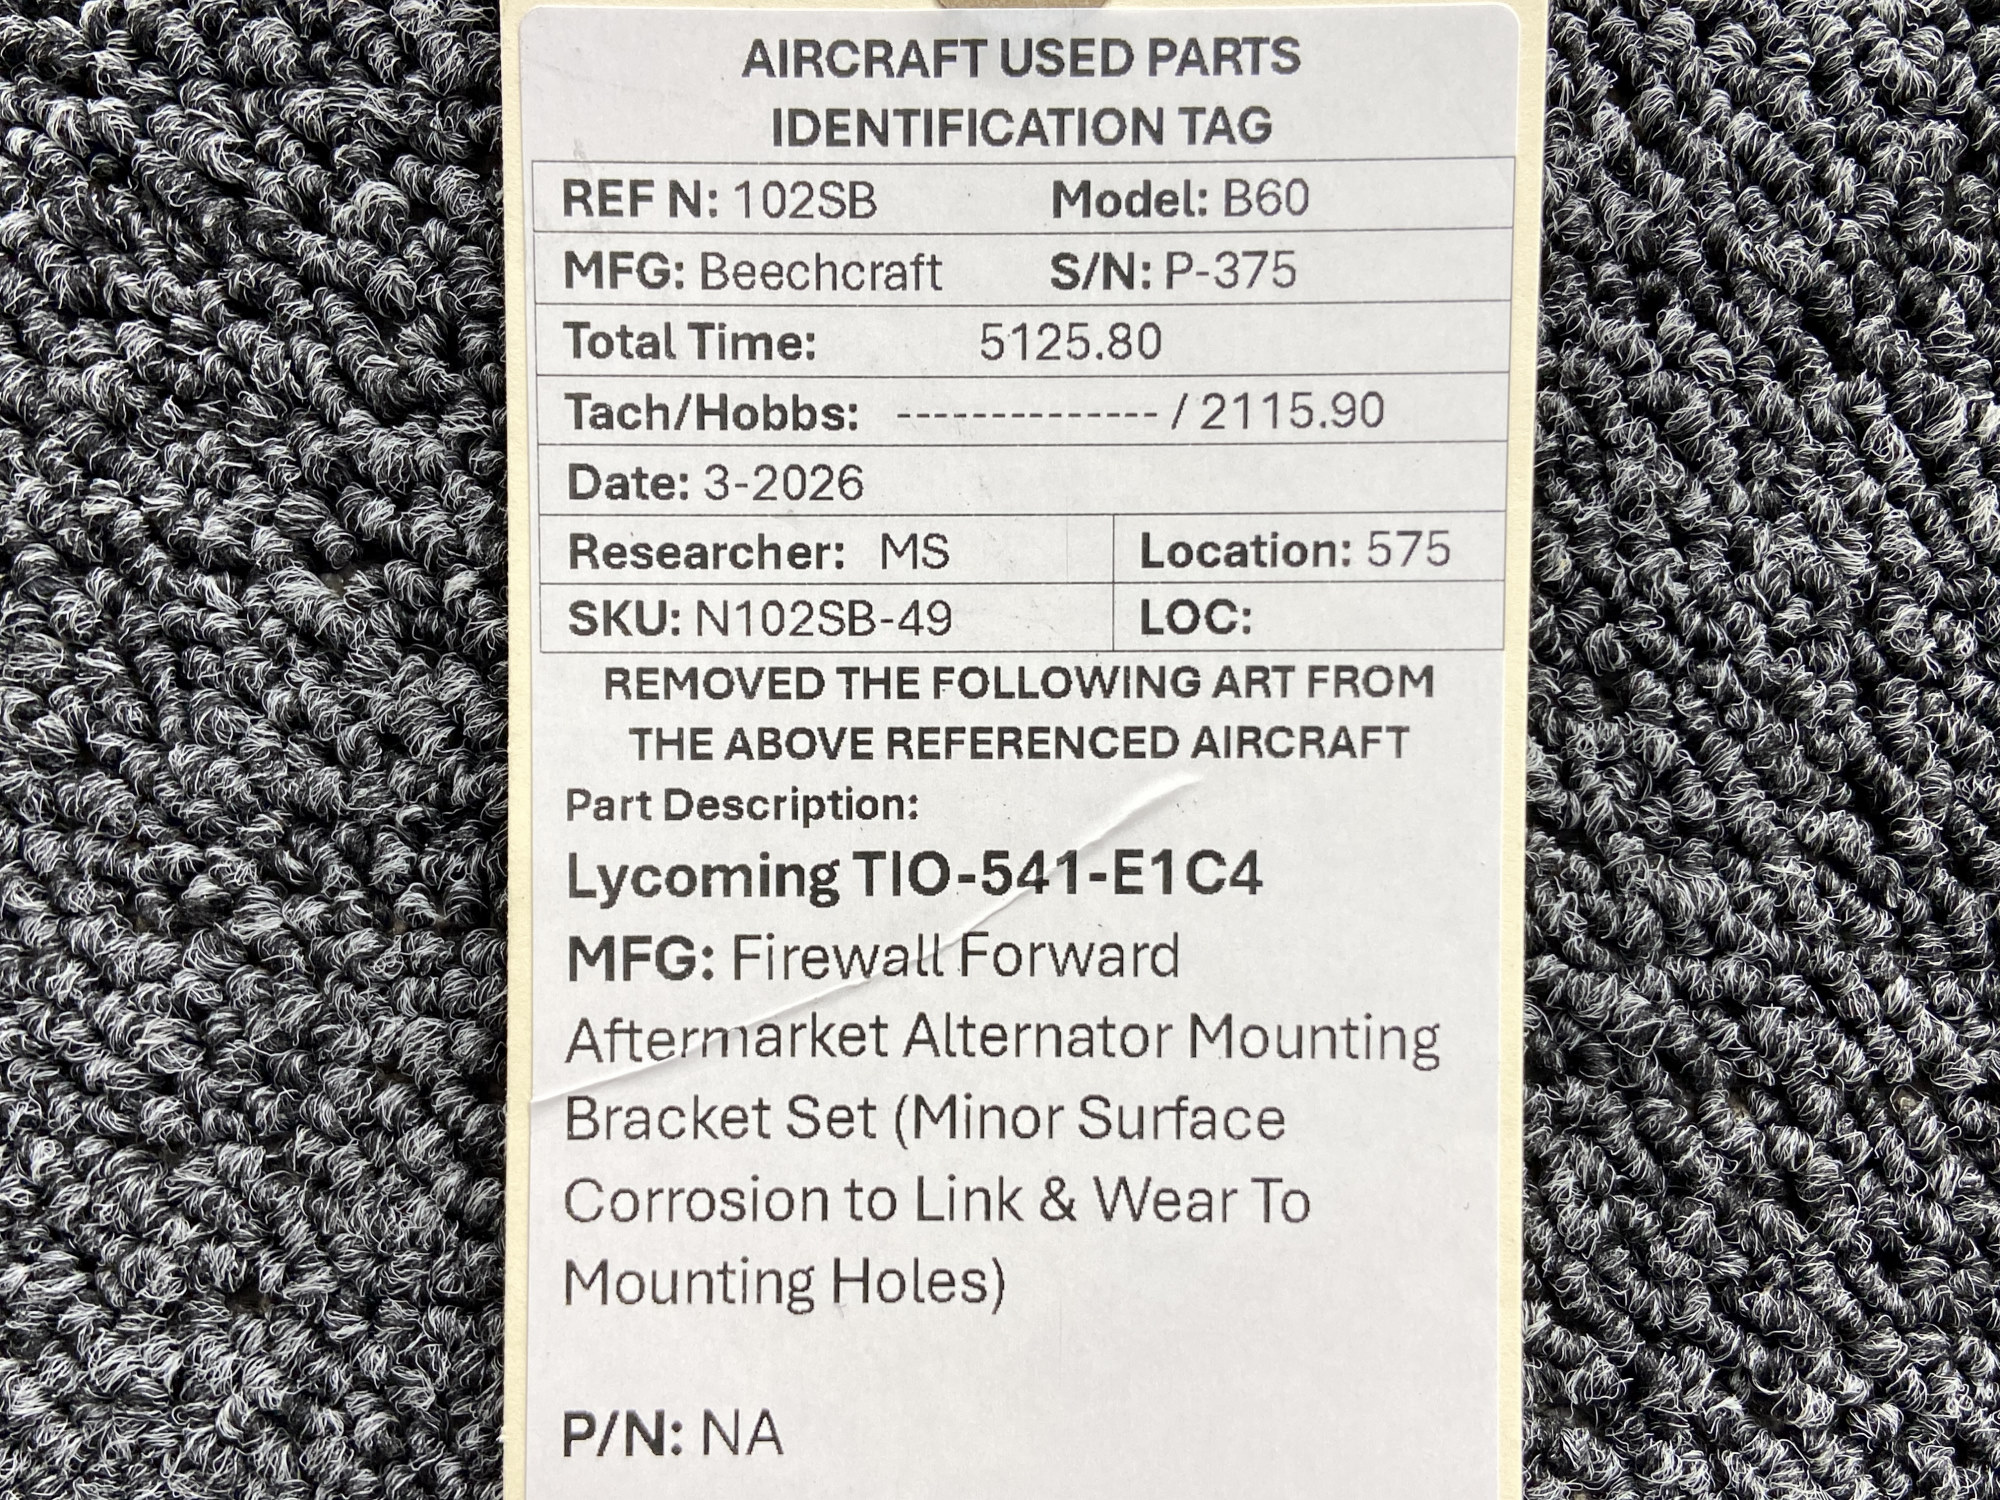 AIRCRAFT USED PARTS
IDENTIFICATION TAG
REF N: 102SB Model: B60
MFG: Beechcraft S/N: P-375
Total Time: 5125.80
Tach/Hobbs: -------------- / 2115.90
Date: 3-2026
Researcher: MS Location: 575
SKU: N102SB-49 LOC:
REMOVED THE FOLLOWING ART FROM
THE ABOVE REFERENCED AIRCRAFT
Part Description:
Lycoming TIO-541-E1C4
MFG: Firewall Forward
Aftermarket Alternator Mounting
Bracket Set (Minor Surface
Corrosion to Link & Wear To
Mounting Holes)
P/N: NA